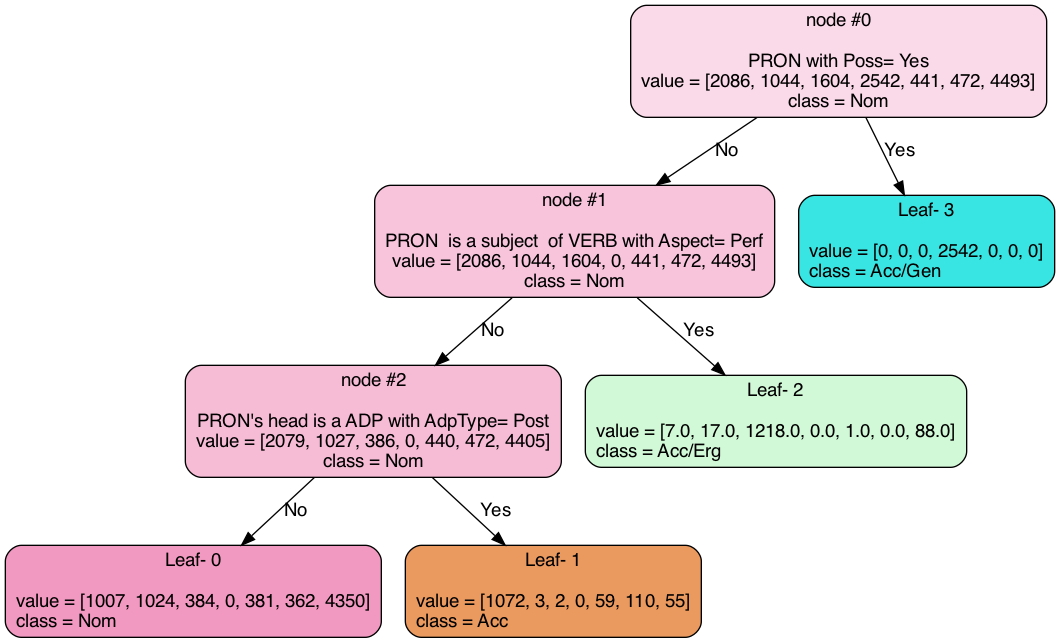 node #0
PRON with Poss= Yes
value = [2086, 1044, 1604, 2542, 441, 472, 4493]
class = Nom
No
Yes
node #1
PRON  is a subject  of VERB with Aspect= Perf
value = [2086, 1044, 1604, 0, 441, 472, 4493]
class = Nom
Leaf- 3
value = [0, 0, 0, 2542, 0, 0, 0]
class = Acc/Gen
No
Yes
node #2
PRON's head is a ADP with AdpType= Post
value = [2079, 1027, 386, 0, 440, 472, 4405]
class = Nom
Leaf- 2
value = [7.0, 17.0, 1218.0, 0.0, 1.0, 0.0, 88.0]
class = Acc/Erg
No
Yes
Leaf- 0
value = [1007, 1024, 384, 0, 381, 362, 4350]
class = Nom
Leaf- 1
value = [1072, 3, 2, 0, 59, 110, 55]
class = Acc